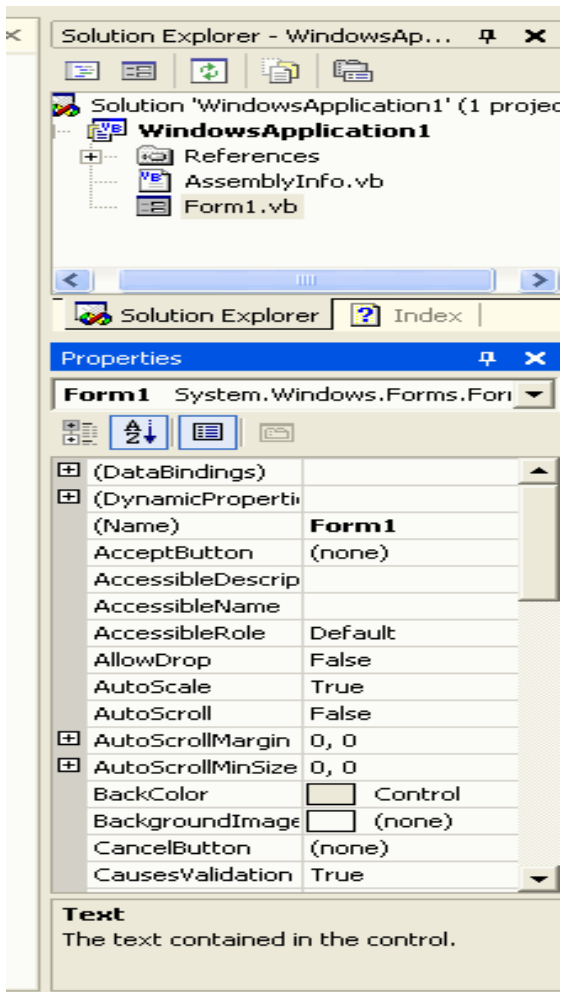 Solution Explorer - WindowsAp...
Solution 'WindowsApplication1' (1 projec
WindowsApplication1
References
AssemblyInfo.vb
Form1.vb
Solution Explorer Index
Properties
Form1 System.Windows.Forms.Fori
(DataBindings)
(DynamicProperti
(Name) Form1
AcceptButton (none)
AccessibleDescrip
AccessibleName
AccessibleRole Default
AllowDrop False
AutoScale True
AutoScroll False
AutoScrollMargin 0, 0
AutoScrollMinSize 0, 0
BackColor Control
BackgroundImage (none)
CancelButton (none)
CausesValidation True
Text
The text contained in the control.